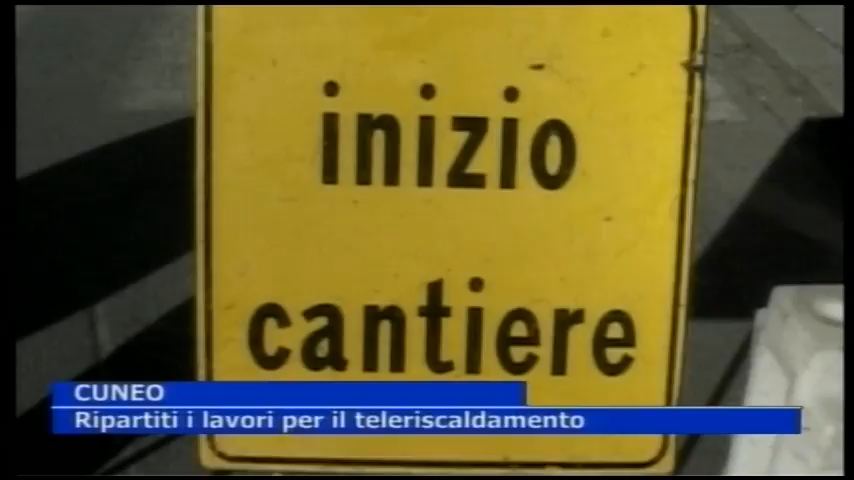 inizio
cantiere
CUNEO
Ripartiti i lavori per il teleriscaldamento